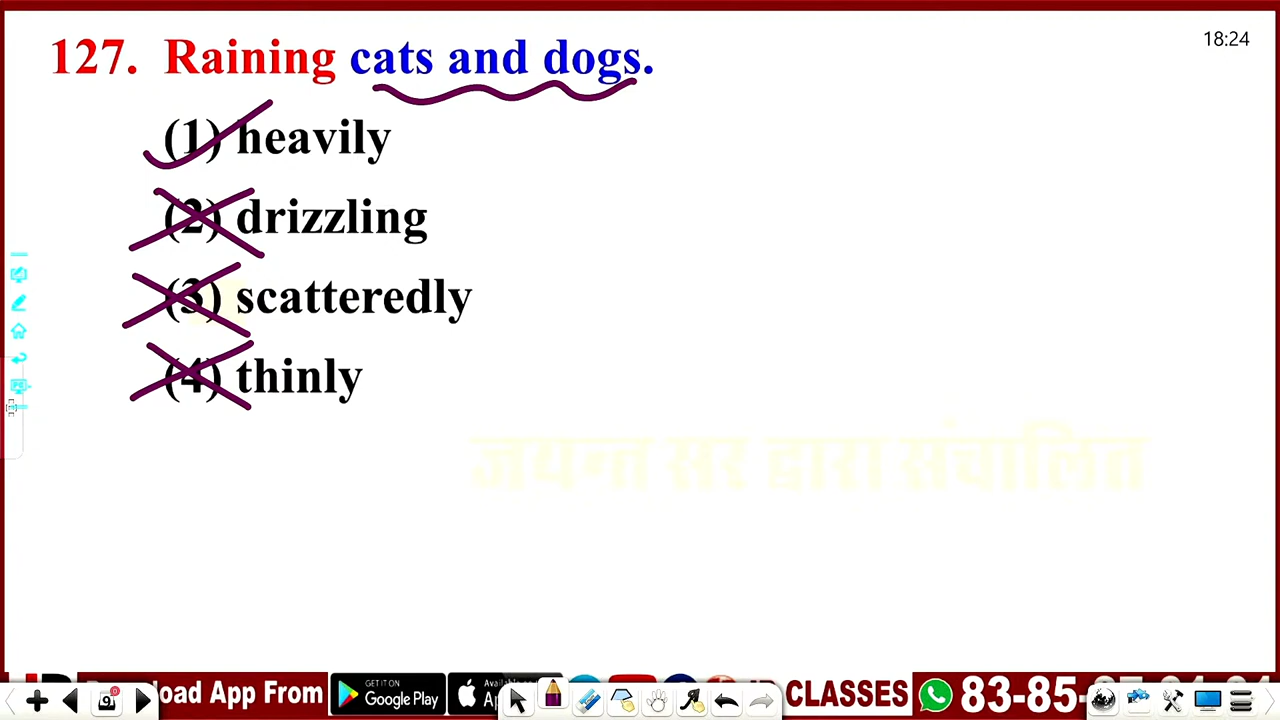 18:24
127. Raining cats and dogs.
(1) heavily
(2) drizzling
(3) scatteredly
(4) thinly
जयन्त सर द्वारा संचालित
load App From GET IT ON Google Play CLASSES 83-85-